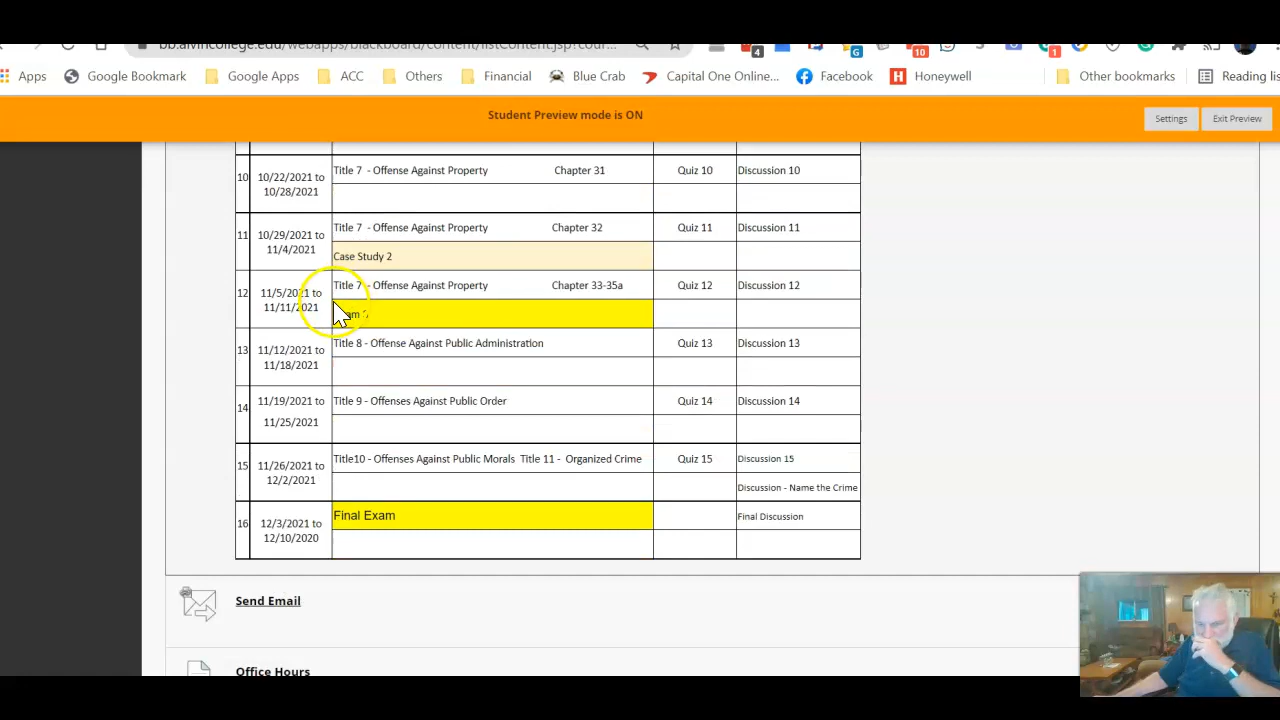 bb.alvincollege.edu/webapps/blackboard/content/listContent.jsp?cour...
4
G
10
1
Apps
Google Bookmark
Google Apps
ACC
Others
Financial
Blue Crab
Capital One Online...
Facebook
H Honeywell
Other bookmarks
Reading list
Student Preview mode is ON
Settings
Exit Preview
10 10/22/2021 to Title 7 - Offense Against Property Chapter 31 Quiz 10 Discussion 10
10/28/2021
11 10/29/2021 to Title 7 - Offense Against Property Chapter 32 Quiz 11 Discussion 11
11/4/2021 Case Study 2
12 11/5/2021 to Title 7 - Offense Against Property Chapter 33-35a Quiz 12 Discussion 12
11/11/2021
13 11/12/2021 to Title 8 - Offense Against Public Administration Quiz 13 Discussion 13
11/18/2021
14 11/19/2021 to Title 9 - Offenses Against Public Order Quiz 14 Discussion 14
11/25/2021
15 11/26/2021 to Title10 - Offenses Against Public Morals Title 11 - Organized Crime Quiz 15 Discussion 15
12/2/2021 Discussion - Name the Crime
16 12/3/2021 to Final Exam Final Discussion
12/10/2020
Send Email
Office Hours